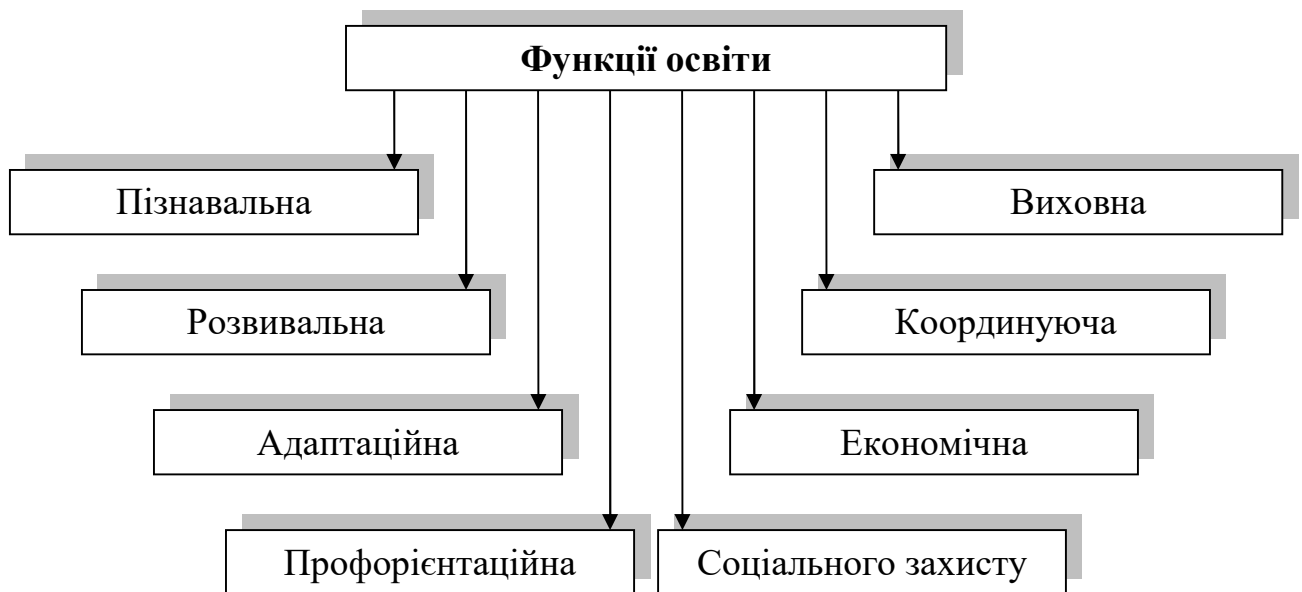 Функції освіти
Пізнавальна
Виховна
Розвивальна
Координуюча
Адаптаційна
Економічна
Профорієнтаційна
Соціального захисту